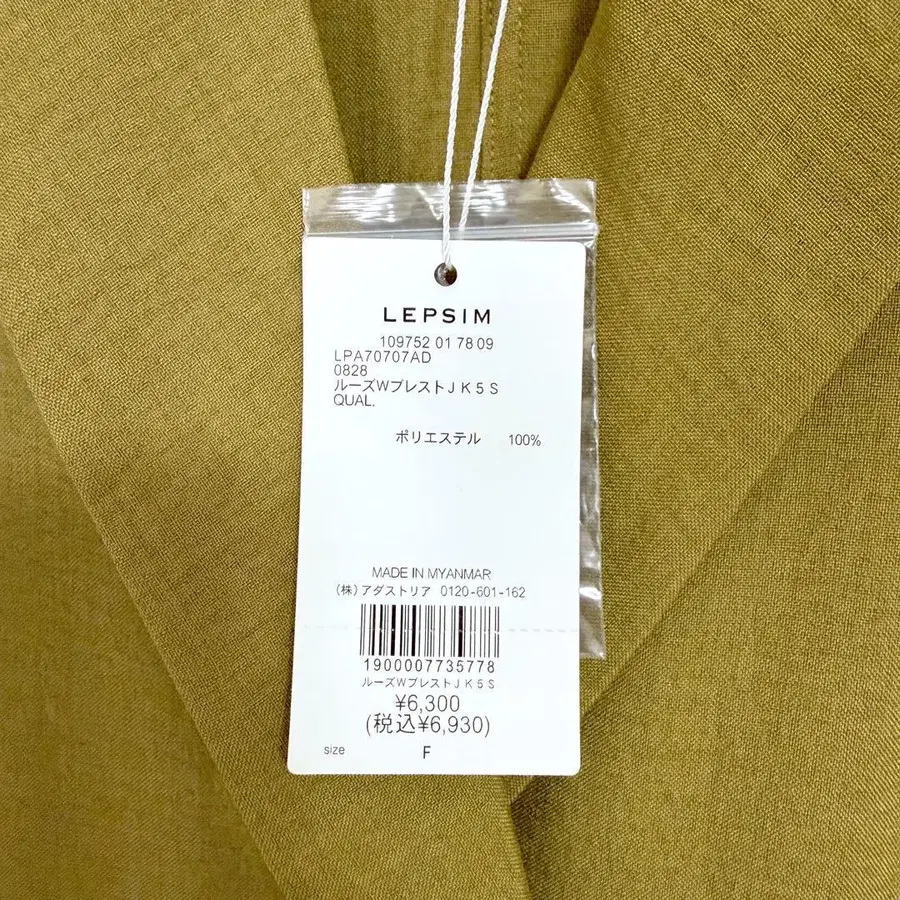 LEPSIM
109752 01 78 09
LPA70707AD
0828
ルーズWブレストJK5S
QUAL.
ポリエステル 100%
MADE IN MYANMAR
(株)アダストリア 0120-601-162
1900007735778
ルーズWブレストJK5S
¥6,300
(税込¥6,930)
size F